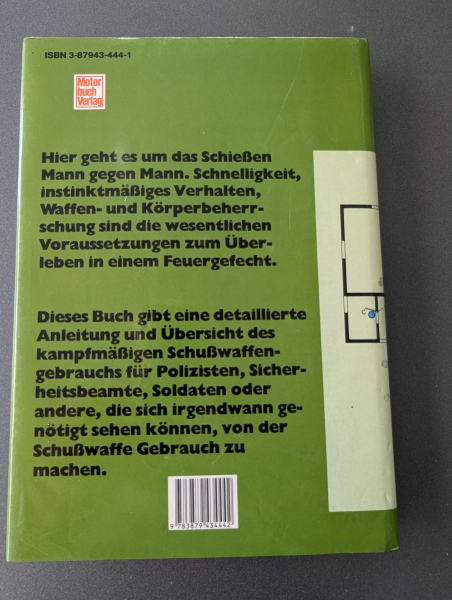 ISBN 3-87943-444-1
Motor
buch
Verlag
Hier geht es um das Schießen
Mann gegen Mann. Schnelligkeit,
instinktmäßiges Verhalten,
Waffen- und Körperbeherr-
schung sind die wesentlichen
Voraussetzungen zum Über-
leben in einem Feuergefecht.
Dieses Buch gibt eine detaillierte
Anleitung und Übersicht des
kampfmäßigen Schußwaffen-
gebrauchs für Polizisten, Sicher-
heitsbeamte, Soldaten oder
andere, die sich irgendwann ge-
nötigt sehen können, von der
Schußwaffe Gebrauch zu
machen.
9 783879 434442